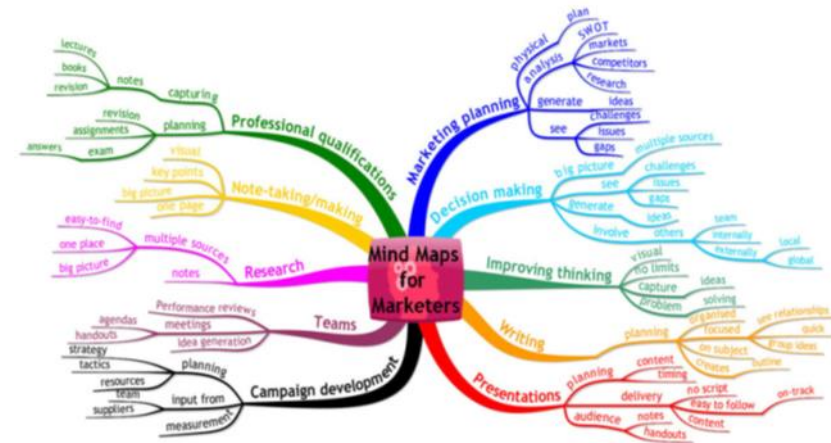 Mind Maps
for
Marketers
Marketing planning
physical
plan
analysis
SWOT
markets
competitors
research
generate
ideas
see
challenges
issues
gaps
Decision making
big picture
multiple sources
see
challenges
issues
gaps
generate
ideas
involve
others
team
internally
externally
local
global
Improving thinking
visual
no limits
capture
ideas
problem
solving
Writing
planning
organised
focused
see relationships
quick
group ideas
on subject
creates
Presentations
planning
content
timing
delivery
no script
easy to follow
on-track
content
audience
notes
handouts
Professional qualifications
capturing
notes
lectures
books
revision
planning
revision
assignments
exam
answers
Note-taking/making
visual
key points
big picture
one page
Research
multiple sources
easy-to-find
one place
big picture
notes
Teams
Performance reviews
meetings
agendas
handouts
idea generation
Campaign development
planning
strategy
tactics
resources
input from
team
suppliers
measurement